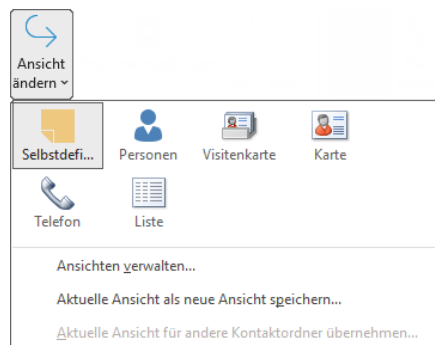 Ansicht
ändern
Selbstdefi... Personen Visitenkarte Karte
Telefon Liste
Ansichten verwalten...
Aktuelle Ansicht als neue Ansicht speichern...
Aktuelle Ansicht für andere Kontaktordner übernehmen...